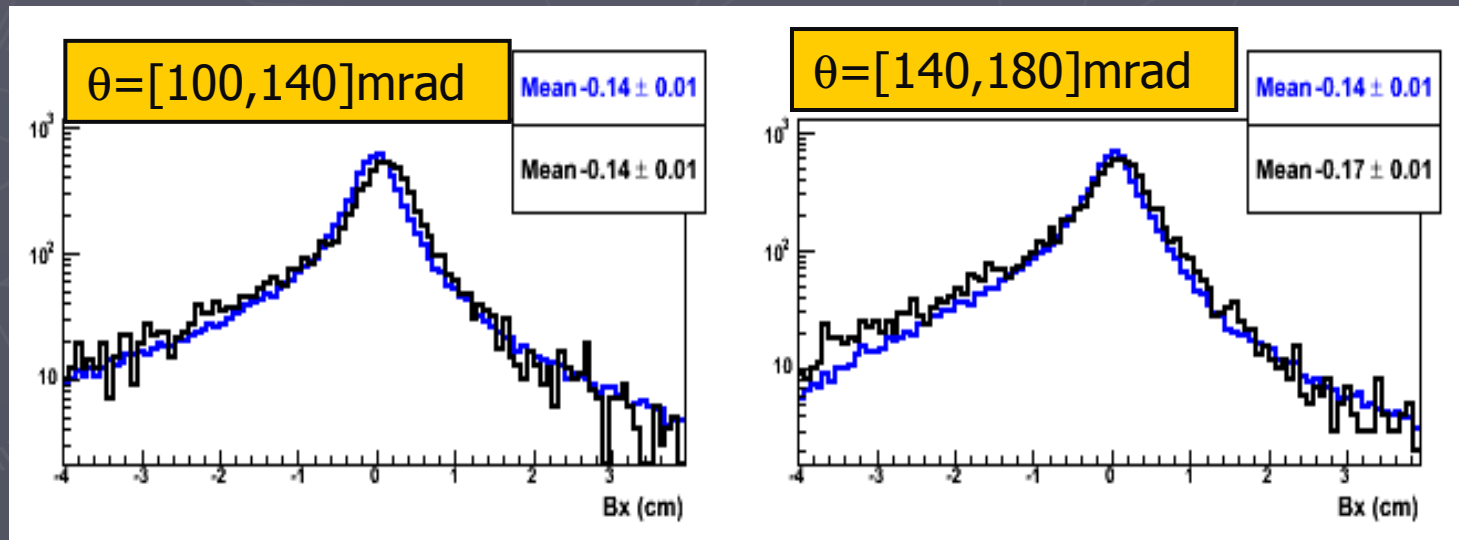 θ=[100,140]mrad
Mean -0.14 ± 0.01
Mean -0.14 ± 0.01
10³
10²
10
-4 -3 -2 -1 0 1 2 3
Bx (cm)
θ=[140,180]mrad
Mean -0.14 ± 0.01
Mean -0.17 ± 0.01
10³
10²
10
-4 -3 -2 -1 0 1 2 3
Bx (cm)